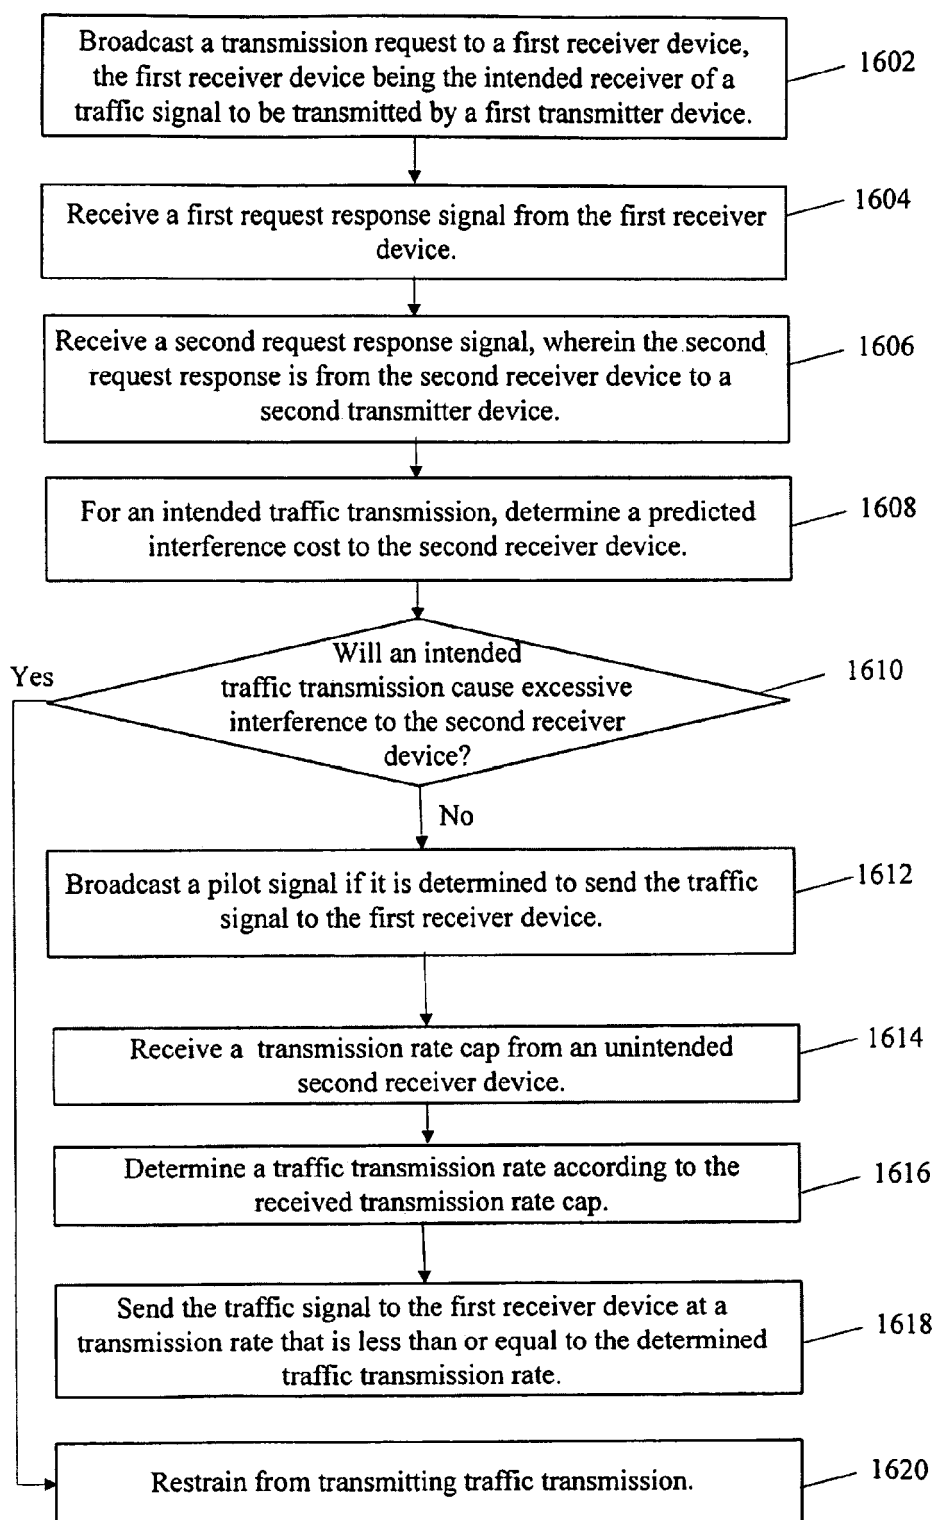 Broadcast a transmission request to a first receiver device,
the first receiver device being the intended receiver of a
traffic signal to be transmitted by a first transmitter device.
1602
Receive a first request response signal from the first receiver
device.
1604
Receive a second request response signal, wherein the second
request response is from the second receiver device to a
second transmitter device.
1606
For an intended traffic transmission, determine a predicted
interference cost to the second receiver device.
1608
Will an intended
traffic transmission cause excessive
interference to the second receiver
device?
1610
Yes
No
Broadcast a pilot signal if it is determined to send the traffic
signal to the first receiver device.
1612
Receive a transmission rate cap from an unintended
second receiver device.
1614
Determine a traffic transmission rate according to the
received transmission rate cap.
1616
Send the traffic signal to the first receiver device at a
transmission rate that is less than or equal to the determined
traffic transmission rate.
1618
Restrain from transmitting traffic transmission.
1620